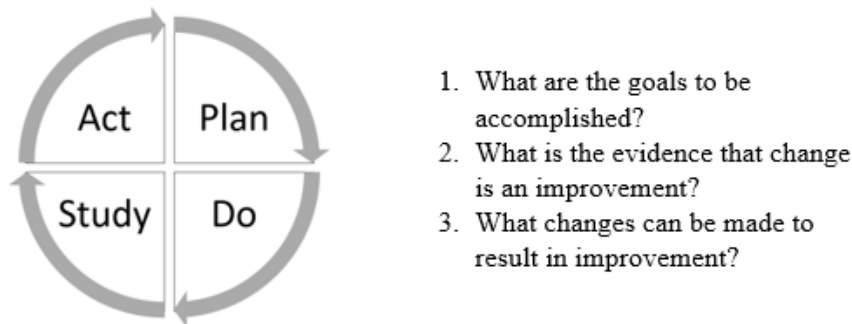 Act
Plan
Study
Do
1. What are the goals to be
accomplished?
2. What is the evidence that change
is an improvement?
3. What changes can be made to
result in improvement?